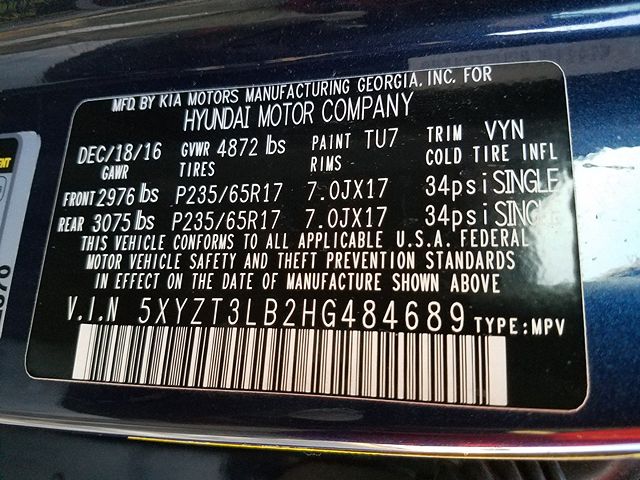 MFD. BY KIA MOTORS MANUFACTURING GEORGIA, INC. FOR
HYUNDAI MOTOR COMPANY
DEC/18/16 GVWR 4872 lbs PAINT TU7 TRIM VYN
GAWR TIRES RIMS COLD TIRE INFL
FRONT 2976 lbs P235/65R17 7.0JX17 34psi SINGLE
REAR 3075 lbs P235/65R17 7.0JX17 34psi SINGLE
THIS VEHICLE CONFORMS TO ALL APPLICABLE U.S.A. FEDERAL
MOTOR VEHICLE SAFETY AND THEFT PREVENTION STANDARDS
IN EFFECT ON THE DATE OF MANUFACTURE SHOWN ABOVE
V.I.N 5XYZT3LB2HG484689 TYPE:MPV